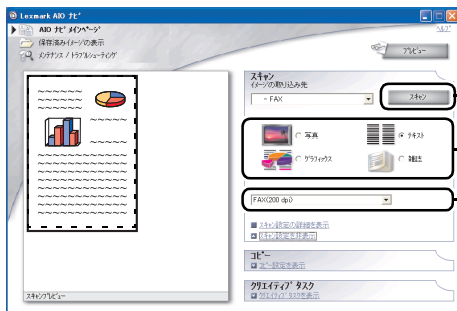 Lexmark AIO ナビ
AIO ナビ メインページ
保存済みイメージの表示
メンテナンス / トラブルシューティング
ヘルプ
プレビュー
スキャン
イメージの取り込み先
- FAX
スキャン
写真
テキスト
グラフィックス
雑誌
FAX(200 dpi)
スキャン設定の詳細を表示
スキャン設定を非表示
コピー
コピー設定を表示
クリエイティブ タスク
クリエイティブ タスクを表示
スキャンプレビュー